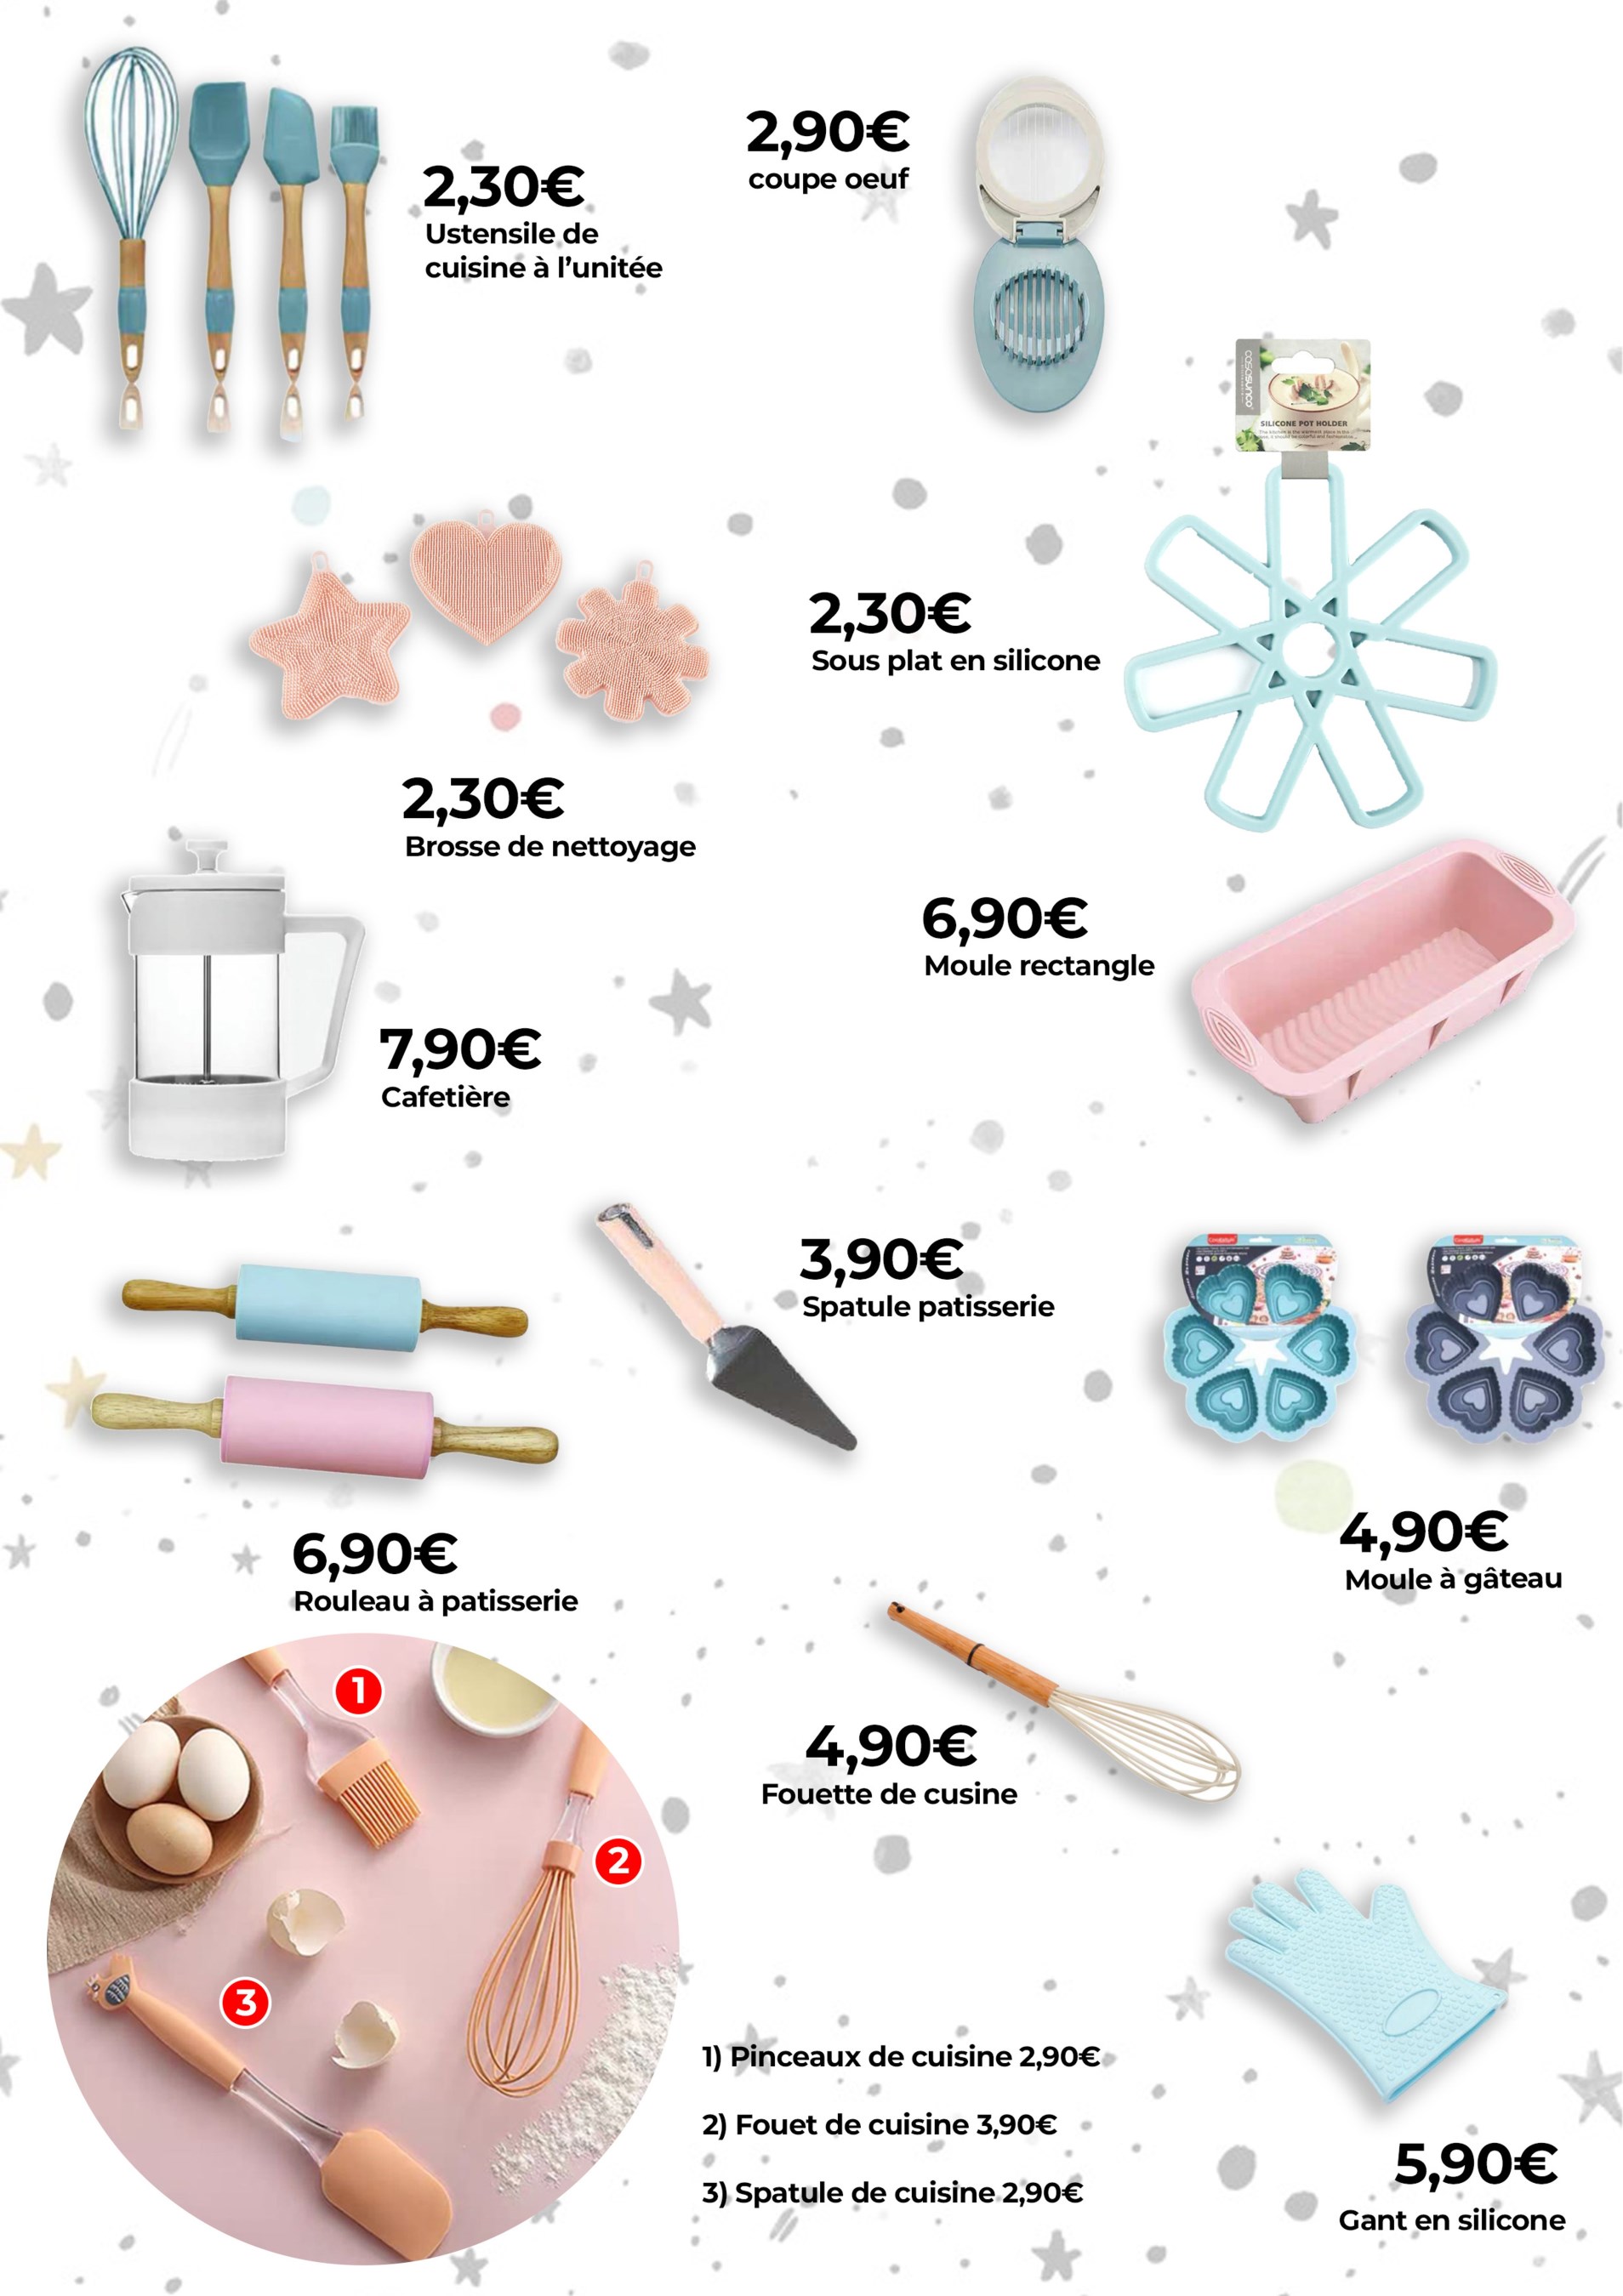 2,30€
Ustensile de
cuisine à l'unitée
2,90€
coupe oeuf
cosasunco
SILICONE POT HOLDER
2,30€
Sous plat en silicone
2,30€
Brosse de nettoyage
6,90€
Moule rectangle
7,90€
Cafetière
3,90€
Spatule patisserie
6,90€
Rouleau à patisserie
4,90€
Moule à gâteau
4,90€
Fouette de cusine
1
2
3
1) Pinceaux de cuisine 2,90€
2) Fouet de cuisine 3,90€
3) Spatule de cuisine 2,90€
5,90€
Gant en silicone